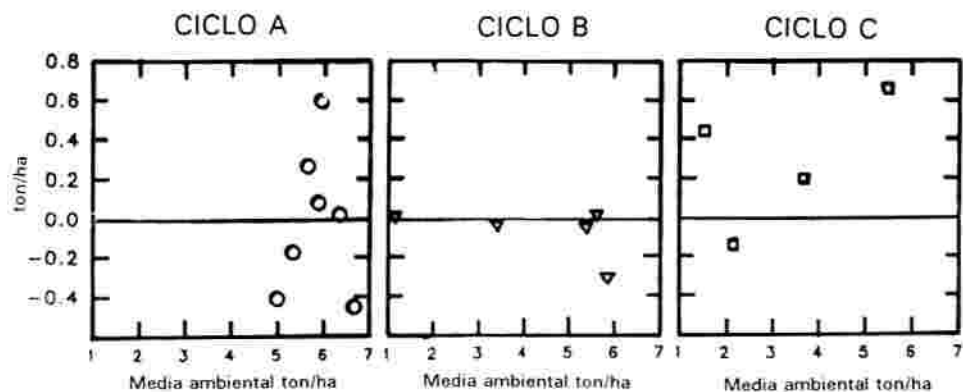 CICLO A
CICLO B
CICLO C
ton/ha
0.8
0.6
0.4
0.2
0.0
−0.2
−0.4
1 2 3 4 5 6 7
1 2 3 4 5 6 7
1 2 3 4 5 6 7
Media ambiental ton/ha
Media ambiental ton/ha
Media ambiental ton/ha